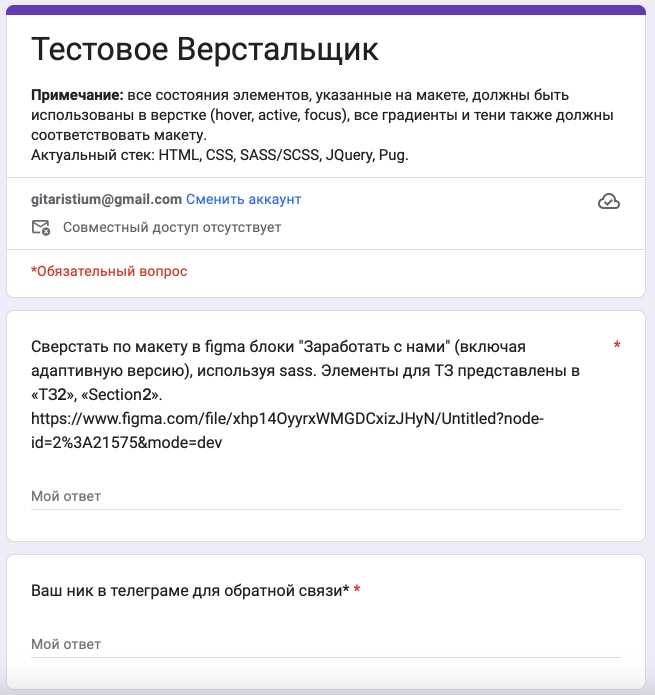 Тестовое Верстальщик
Примечание: все состояния элементов, указанные на макете, должны быть
использованы в верстке (hover, active, focus), все градиенты и тени также должны
соответствовать макету.
Актуальный стек: HTML, CSS, SASS/SCSS, JQuery, Pug.
gitaristium@gmail.com Сменить аккаунт
Совместный доступ отсутствует
*Обязательный вопрос
Сверстать по макету в figma блоки "Заработать с нами" (включая *
адаптивную версию), используя sass. Элементы для ТЗ представлены в
«ТЗ2», «Section2».
https://www.figma.com/file/xhp14OyyrxWMGDCxizJHyN/Untitled?node-
id=2%3A21575&mode=dev
Мой ответ
Ваш ник в телеграме для обратной связи* *
Мой ответ